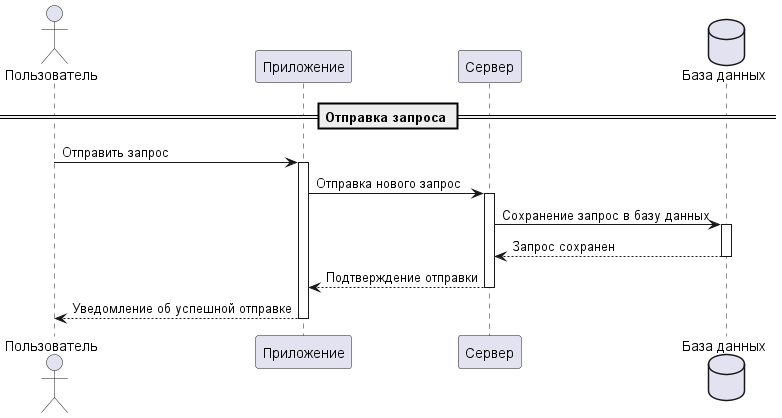 Пользователь
Приложение
Сервер
База данных
Отправка запроса
Отправить запрос
Отправка нового запрос
Сохранение запрос в базу данных
Запрос сохранен
Подтверждение отправки
Уведомление об успешной отправке
Пользователь
Приложение
Сервер
База данных